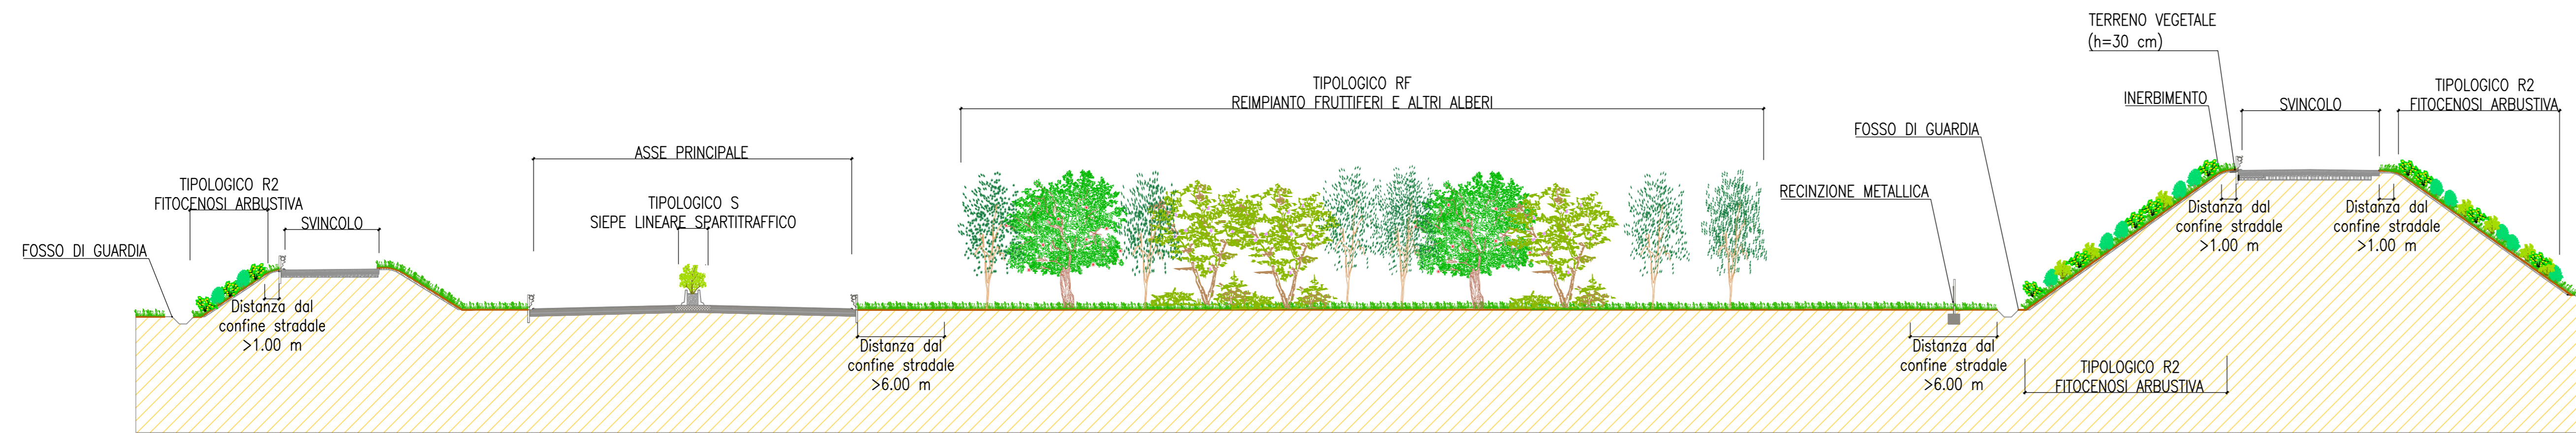 FOSSO DI GUARDIA
TIPOLOGICO R2
FITOCENOSI ARBUSTIVA
SVINCOLO
Distanza dal
confine stradale
>1.00 m
ASSE PRINCIPALE
TIPOLOGICO S
SIEPE LINEARE SPARTITRAFFICO
Distanza dal
confine stradale
>6.00 m
TIPOLOGICO RF
REIMPIANTO FRUTTIFERI E ALTRI ALBERI
RECINZIONE METALLICA
FOSSO DI GUARDIA
Distanza dal
confine stradale
>6.00 m
TIPOLOGICO R2
FITOCENOSI ARBUSTIVA
TERRENO VEGETALE
(h=30 cm)
INERBIMENTO
SVINCOLO
Distanza dal
confine stradale
>1.00 m
Distanza dal
confine stradale
>1.00 m
TIPOLOGICO R2
FITOCENOSI ARBUSTIVA